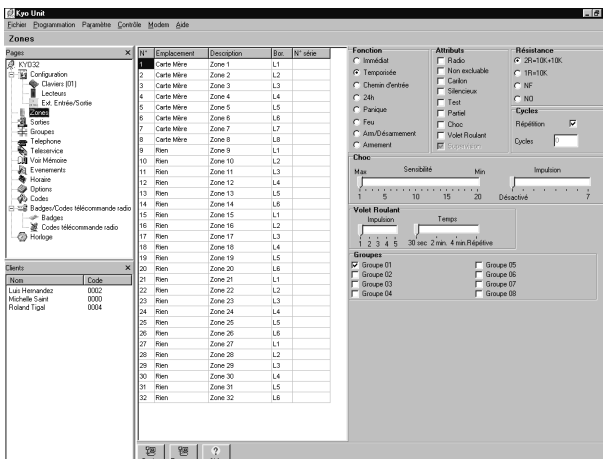 Kyo Unit
Fichier Programmation Paramètre Contrôle Modem Aide
Zones
Pages
KYO32
Configuration
Claviers (01)
Lecteurs
Ext. Entrée/Sortie
Zones
Sorties
Groupes
Telephone
Teleservice
Voir Mémoire
Evenements
Horaire
Options
Codes
Badges/Codes télécommande radio
Badges
Codes télécommande radio
Horloge
Clients
Nom Code
Luis Hernandez 0002
Michelle Saint 0000
Roland Tigal 0004
N° Emplacement Description Bor. N° série
1 Carte Mère Zone 1 L1
2 Carte Mère Zone 2 L2
3 Carte Mère Zone 3 L3
4 Carte Mère Zone 4 L4
5 Carte Mère Zone 5 L5
6 Carte Mère Zone 6 L6
7 Carte Mère Zone 7 L7
8 Carte Mère Zone 8 L8
9 Rien Zone 9 L1
10 Rien Zone 10 L2
11 Rien Zone 11 L3
12 Rien Zone 12 L4
13 Rien Zone 13 L5
14 Rien Zone 14 L6
15 Rien Zone 15 L1
16 Rien Zone 16 L2
17 Rien Zone 17 L3
18 Rien Zone 18 L4
19 Rien Zone 19 L5
20 Rien Zone 20 L6
21 Rien Zone 21 L1
22 Rien Zone 22 L2
23 Rien Zone 23 L3
24 Rien Zone 24 L4
25 Rien Zone 25 L5
26 Rien Zone 26 L6
27 Rien Zone 27 L1
28 Rien Zone 28 L2
29 Rien Zone 29 L3
30 Rien Zone 30 L4
31 Rien Zone 31 L5
32 Rien Zone 32 L6
Fonction
Immédiat
Temporisée
Chemin d'entrée
24h
Panique
Feu
Arm/Désarmement
Armement
Attributs
Radio
Non excluable
Carilon
Silencieux
Test
Partiel
Choc
Volet Roulant
Résistance
2R=10K+10K
1R=10K
NF
NO
Cycles
Répétition
Cycles 0
Choc
Max Sensibilité Min
1 5 10 15 20
Impulsion
Désactivé 7
Volet Roulant
Impulsion
1 2 3 4 5
Temps
30 sec 2 min. 4 min. Répétive
Groupes
Groupe 01 Groupe 05
Groupe 02 Groupe 06
Groupe 03 Groupe 07
Groupe 04 Groupe 08